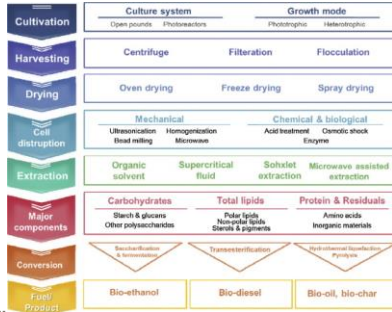 Cultivation
Culture system
Growth mode
Open pounds
Photoreactors
Phototrophic
Heterotrophic
Harvesting
Centrifuge
Filteration
Flocculation
Drying
Oven drying
Freeze drying
Spray drying
Cell
distruption
Mechanical
Chemical & biological
Ultrasonication
Homogenization
Acid treatment
Osmotic shock
Bead milling
Microwave
Enzyme
Extraction
Organic
solvent
Supercritical
fluid
Sohxlet
extraction
Microwave assisted
extraction
Major
components
Carbohydrates
Total lipids
Protein & Residuals
Starch & glucans
Other polysaccharides
Polar lipids
Non-polar lipids
Sterols & pigments
Amino acids
Inorganic materials
Conversion
Saccharification
& fermentation
Transesterification
Hydrothermal liquefaction
Pyrolysis
Fuel/
Product
Bio-ethanol
Bio-diesel
Bio-oil, bio-char